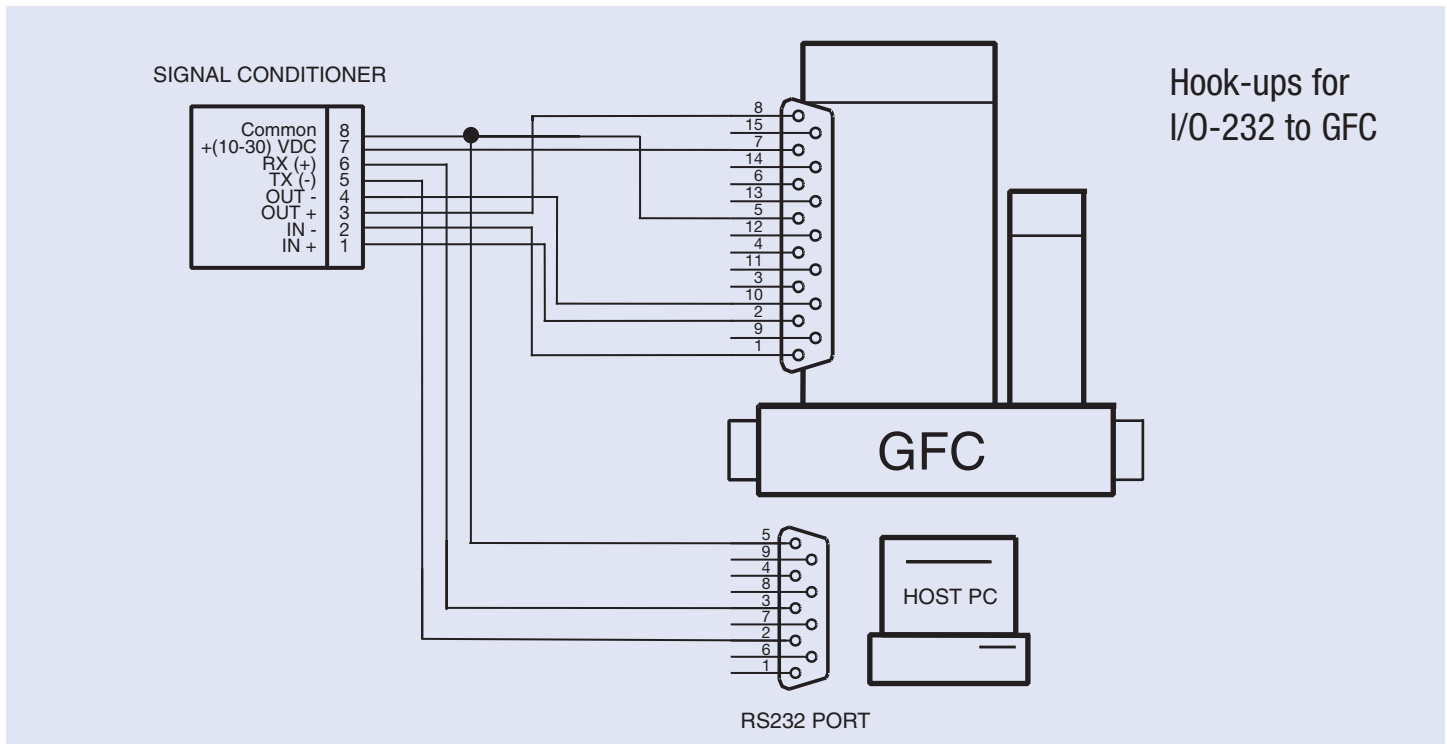 Hook-ups for
I/O-232 to GFC
SIGNAL CONDITIONER
Common 8
+(10-30) VDC 7
RX (+) 6
TX (-) 5
OUT - 4
OUT + 3
IN - 2
IN + 1
8
15
7
14
6
13
5
12
4
11
3
10
2
9
1
GFC
5
9
4
8
3
7
2
6
1
HOST PC
RS232 PORT